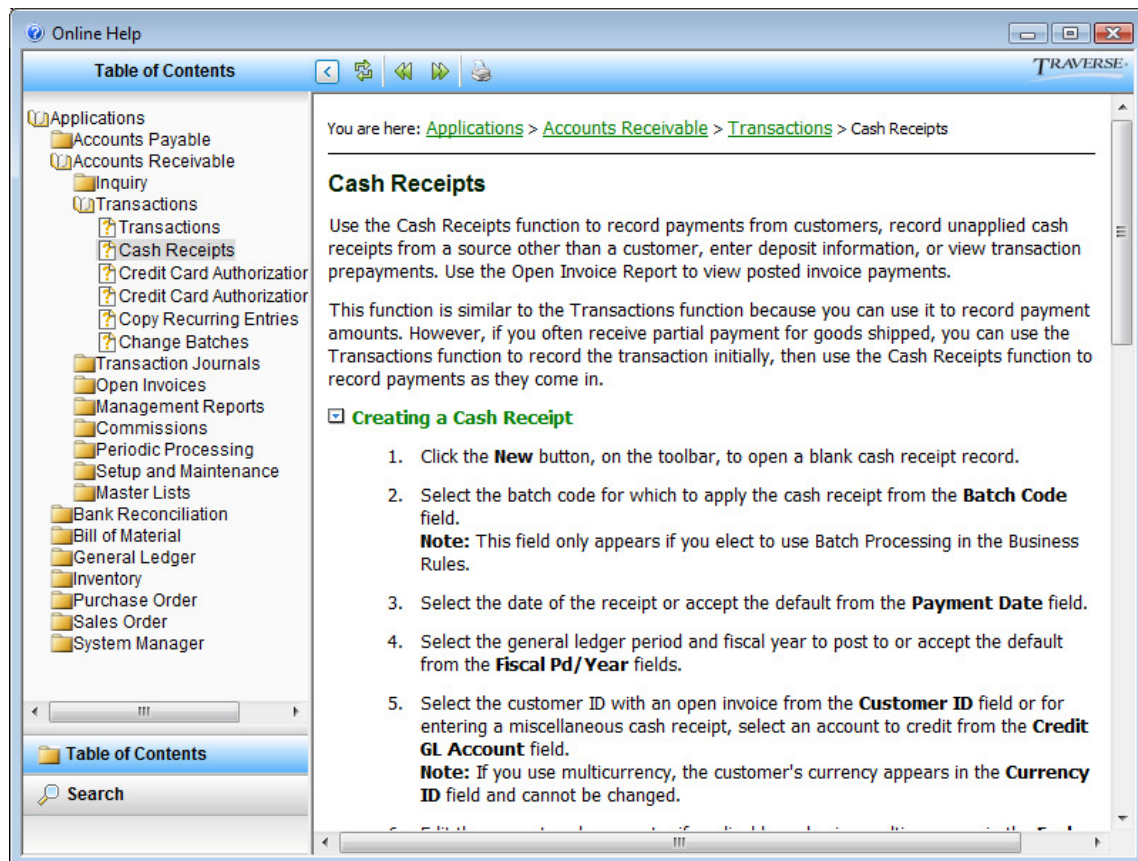 Online Help
Table of Contents
TRAVERSE
Applications
Accounts Payable
Accounts Receivable
Inquiry
Transactions
Transactions
Cash Receipts
Credit Card Authorization
Credit Card Authorization
Copy Recurring Entries
Change Batches
Transaction Journals
Open Invoices
Management Reports
Commissions
Periodic Processing
Setup and Maintenance
Master Lists
Bank Reconciliation
Bill of Material
General Ledger
Inventory
Purchase Order
Sales Order
System Manager
Table of Contents
Search
You are here: Applications > Accounts Receivable > Transactions > Cash Receipts
Cash Receipts
Use the Cash Receipts function to record payments from customers, record unapplied cash
receipts from a source other than a customer, enter deposit information, or view transaction
prepayments. Use the Open Invoice Report to view posted invoice payments.
This function is similar to the Transactions function because you can use it to record payment
amounts. However, if you often receive partial payment for goods shipped, you can use the
Transactions function to record the transaction initially, then use the Cash Receipts function to
record payments as they come in.
Creating a Cash Receipt
1. Click the New button, on the toolbar, to open a blank cash receipt record.
2. Select the batch code for which to apply the cash receipt from the Batch Code
field.
Note: This field only appears if you elect to use Batch Processing in the Business
Rules.
3. Select the date of the receipt or accept the default from the Payment Date field.
4. Select the general ledger period and fiscal year to post to or accept the default
from the Fiscal Pd/Year fields.
5. Select the customer ID with an open invoice from the Customer ID field or for
entering a miscellaneous cash receipt, select an account to credit from the Credit
GL Account field.
Note: If you use multicurrency, the customer's currency appears in the Currency
ID field and cannot be changed.